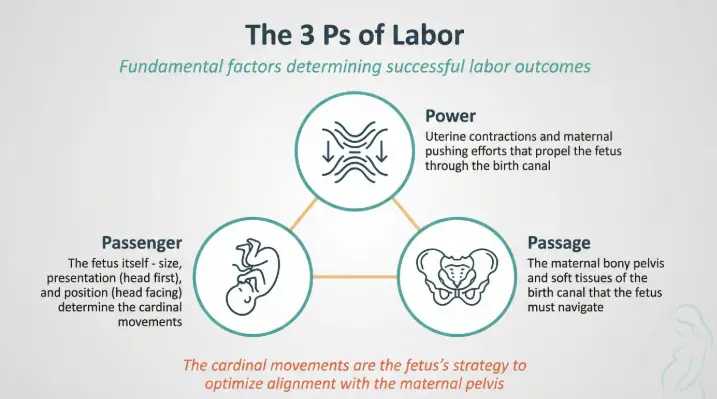 The 3 Ps of Labor
Fundamental factors determining successful labor outcomes
Power
Uterine contractions and maternal
pushing efforts that propel the fetus
through the birth canal
Passenger
The fetus itself - size,
presentation (head first),
and position (head facing)
determine the cardinal
movements
Passage
The maternal bony pelvis
and soft tissues of the
birth canal that the fetus
must navigate
The cardinal movements are the fetus's strategy to
optimize alignment with the maternal pelvis